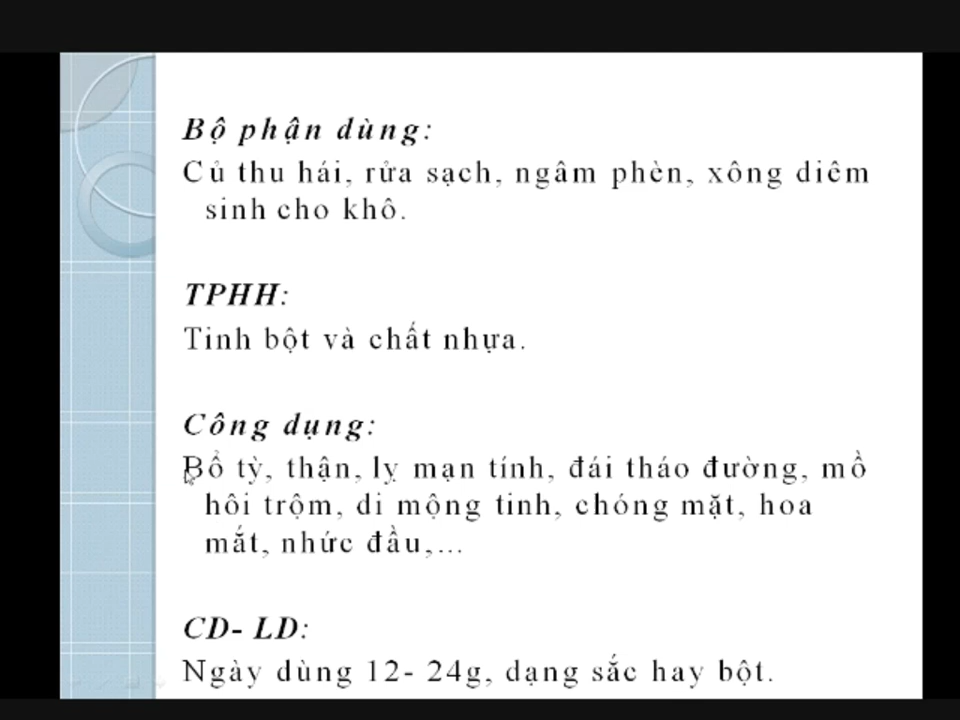 Bộ phận dùng:
Củ thu hái, rửa sạch, ngâm phèn, xông diêm
sinh cho khô.
TPHH:
Tinh bột và chất nhựa.
Công dụng:
Bổ tỳ, thận, lỵ mạn tính, đái tháo đường, mồ
hôi trộm, di mộng tinh, chóng mặt, hoa
mắt, nhức đầu,...
CD- LD:
Ngày dùng 12- 24g, dạng sắc hay bột.